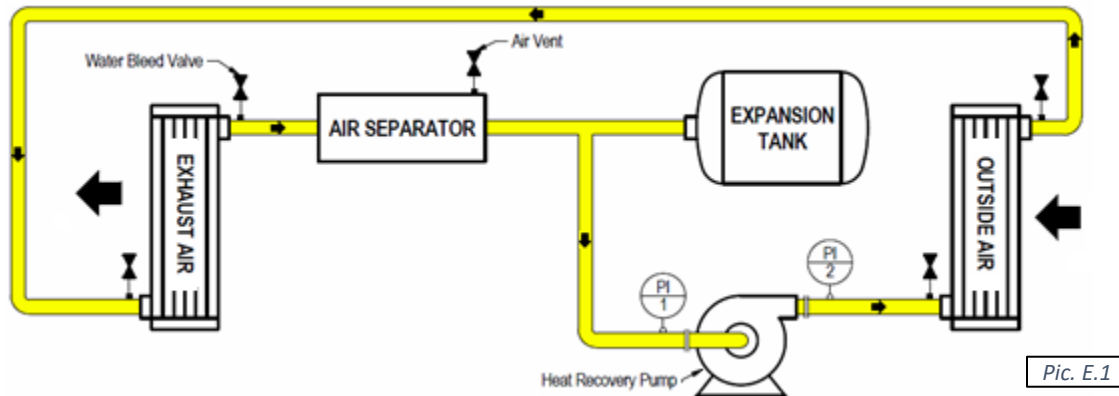 Water Bleed Valve
Air Vent
AIR SEPARATOR
EXPANSION
TANK
EXHAUST AIR
OUTSIDE AIR
PI
1
PI
2
Heat Recovery Pump
Pic. E.1